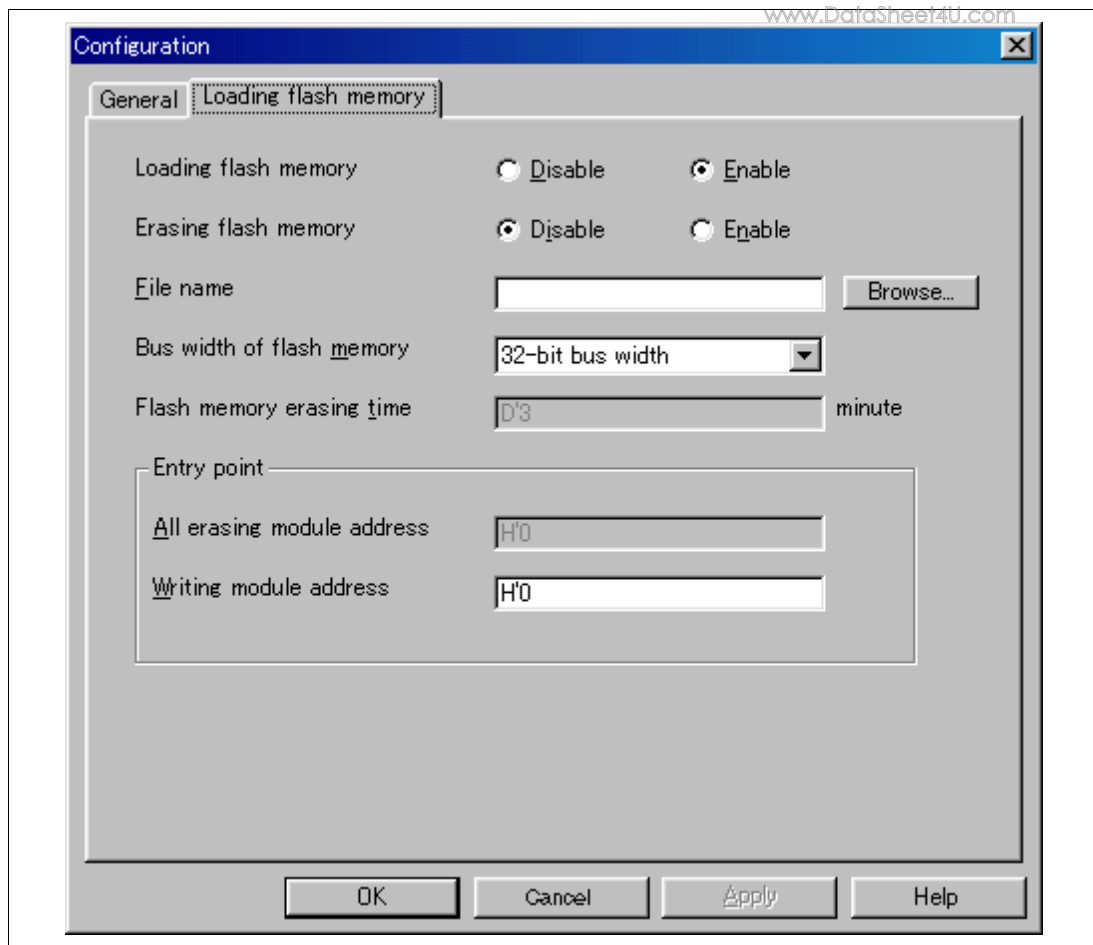 www.DataSheet4U.com
Configuration
General Loading flash memory
Loading flash memory Disable Enable
Erasing flash memory Disable Enable
File name Browse...
Bus width of flash memory 32-bit bus width
Flash memory erasing time D'3 minute
Entry point
All erasing module address H'0
Writing module address H'0
OK Cancel Apply Help